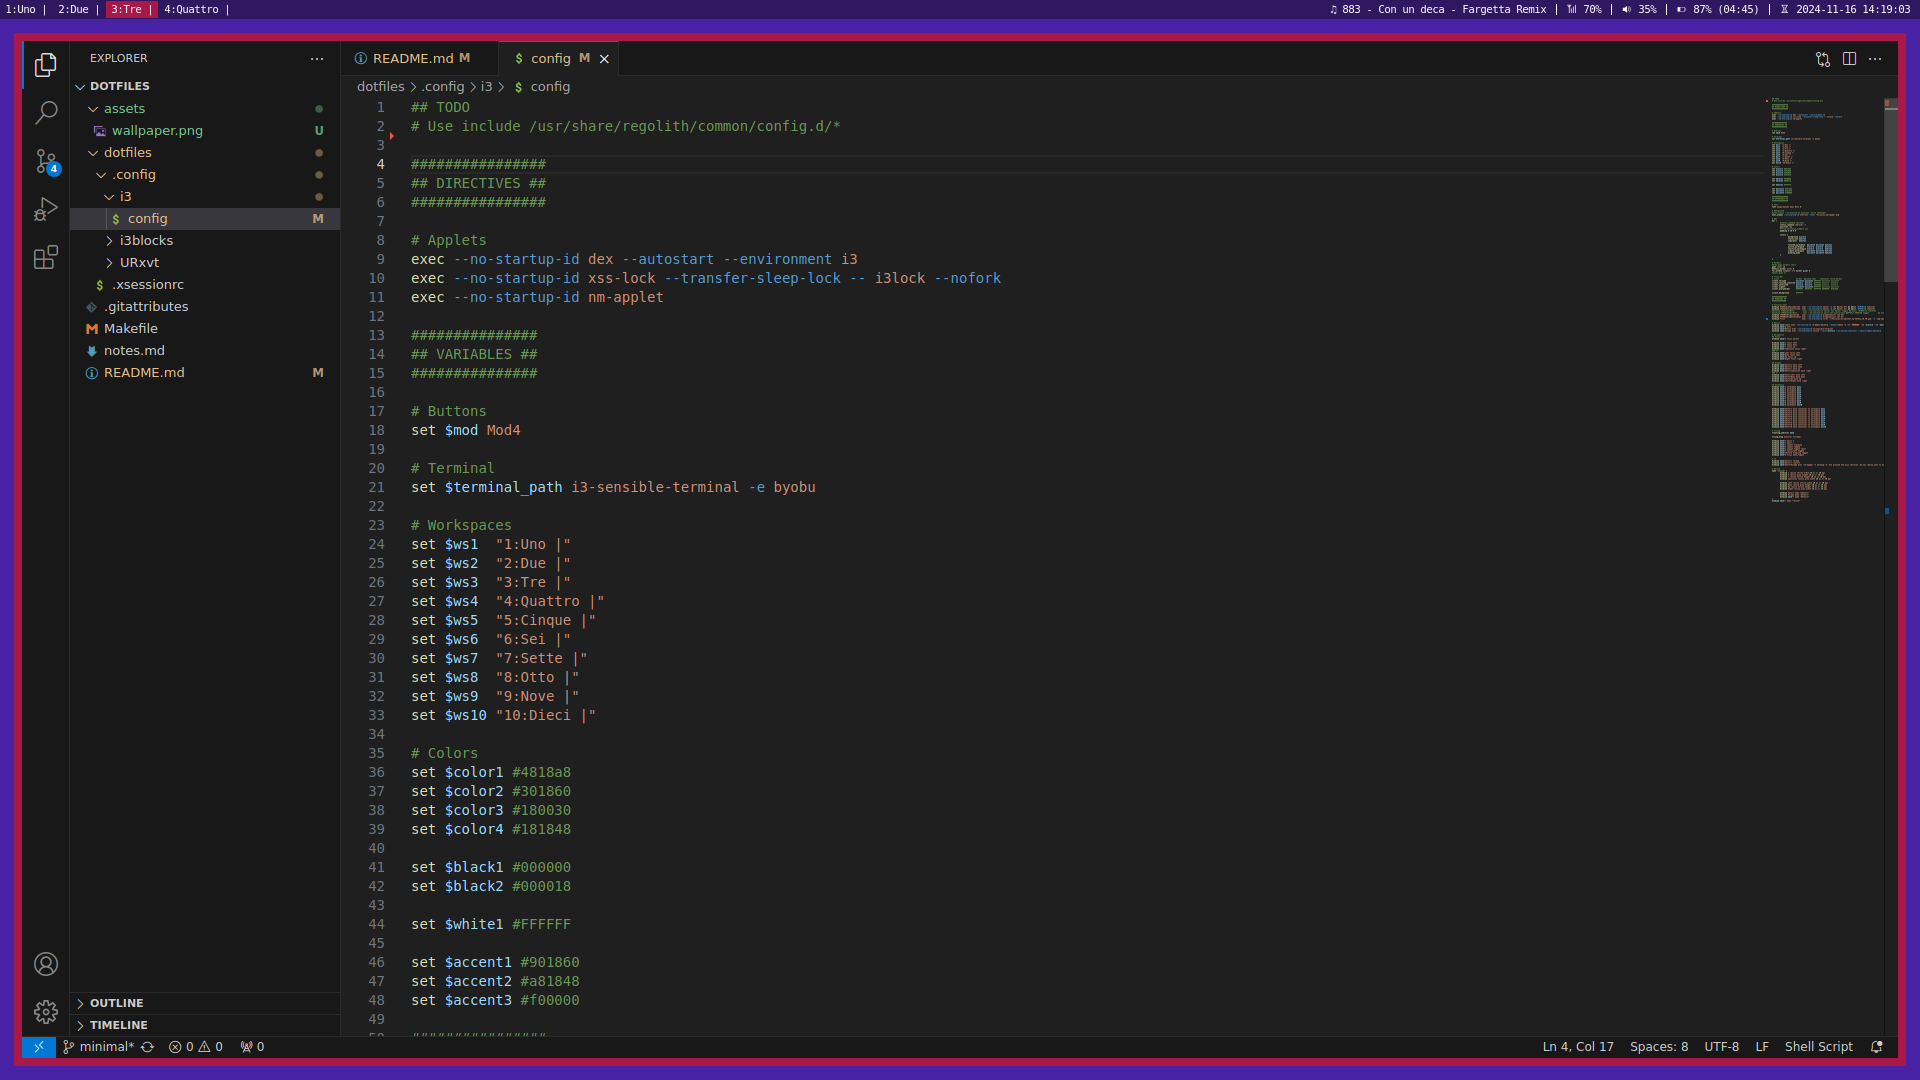 1:Uno | 2:Due | 3:Tre | 4:Quattro |
♫ 883 - Con un deca - Fargetta Remix | 70% | 35% | 87% (04:45) | 2024-11-16 14:19:03
EXPLORER
DOTFILES
assets
wallpaper.png U
dotfiles
.config
i3
config M
i3blocks
URxvt
.xsessionrc
.gitattributes
Makefile
notes.md
README.md M
OUTLINE
TIMELINE
README.md M
config M
dotfiles > .config > i3 > $ config
1 ## TODO
2 # Use include /usr/share/regolith/common/config.d/*
3
4 ################
5 ## DIRECTIVES ##
6 ################
7
8 # Applets
9 exec --no-startup-id dex --autostart --environment i3
10 exec --no-startup-id xss-lock --transfer-sleep-lock -- i3lock --nofork
11 exec --no-startup-id nm-applet
12
13 ###############
14 ## VARIABLES ##
15 ###############
16
17 # Buttons
18 set $mod Mod4
19
20 # Terminal
21 set $terminal_path i3-sensible-terminal -e byobu
22
23 # Workspaces
24 set $ws1  "1:Uno |"
25 set $ws2  "2:Due |"
26 set $ws3  "3:Tre |"
27 set $ws4  "4:Quattro |"
28 set $ws5  "5:Cinque |"
29 set $ws6  "6:Sei |"
30 set $ws7  "7:Sette |"
31 set $ws8  "8:Otto |"
32 set $ws9  "9:Nove |"
33 set $ws10 "10:Dieci |"
34
35 # Colors
36 set $color1 #4818a8
37 set $color2 #301860
38 set $color3 #180030
39 set $color4 #181848
40
41 set $black1 #000000
42 set $black2 #000018
43
44 set $white1 #FFFFFF
45
46 set $accent1 #901860
47 set $accent2 #a81848
48 set $accent3 #f00000
49
4
minimal* 0 0 0
Ln 4, Col 17 Spaces: 8 UTF-8 LF Shell Script